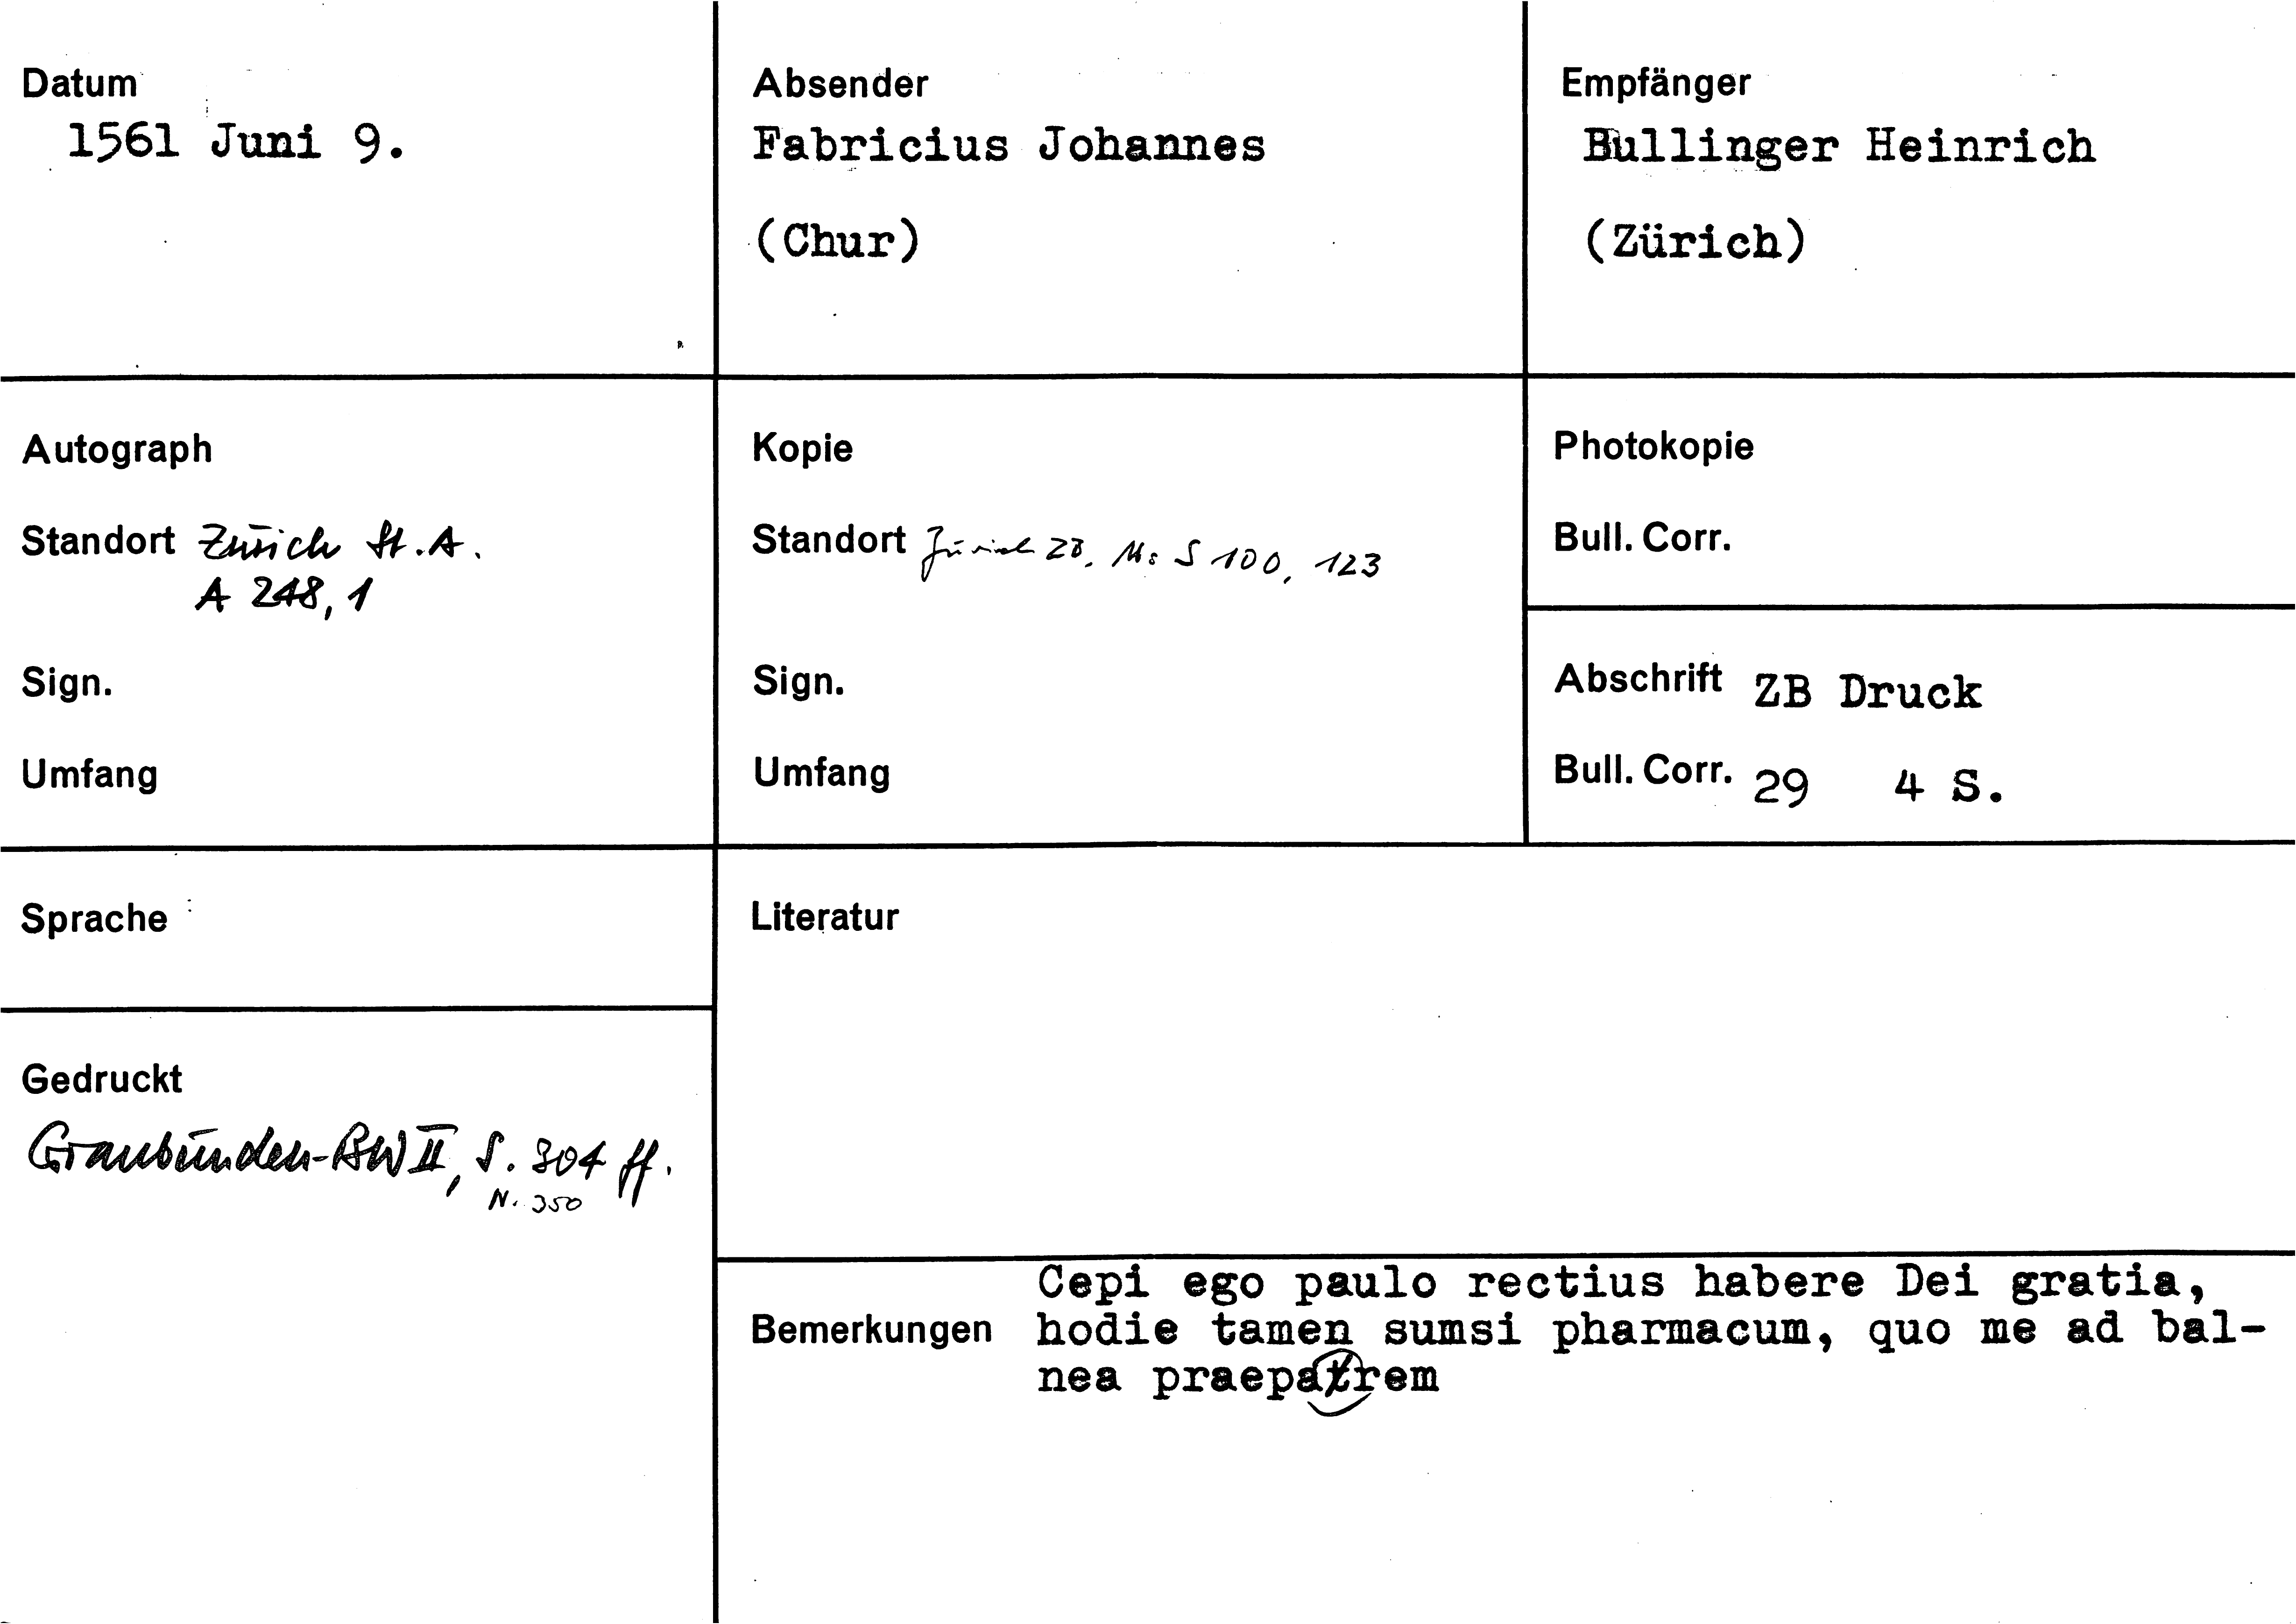 Datum
1561 Juni 9.
Absender
Fabricius Johannes
(Chur)
Empfänger
Bullinger Heinrich
(Zürich)
Autograph
Standort Zürich St.A.
A 248, 1
Sign.
Umfang
Kopie
Standort Zürich ZB, Ms S 100, 123
Sign.
Umfang
Photokopie
Bull. Corr.
Abschrift ZB Druck
Bull. Corr. 29 4 S.
Sprache
Gedruckt
Graubünden-BW II, S. 304 ff.
N. 350
Literatur
Bemerkungen
Cepi ego paulo rectius habere Dei gratia,
hodie tamen sumsi pharmacum, quo me ad bal-
nea praepatrem